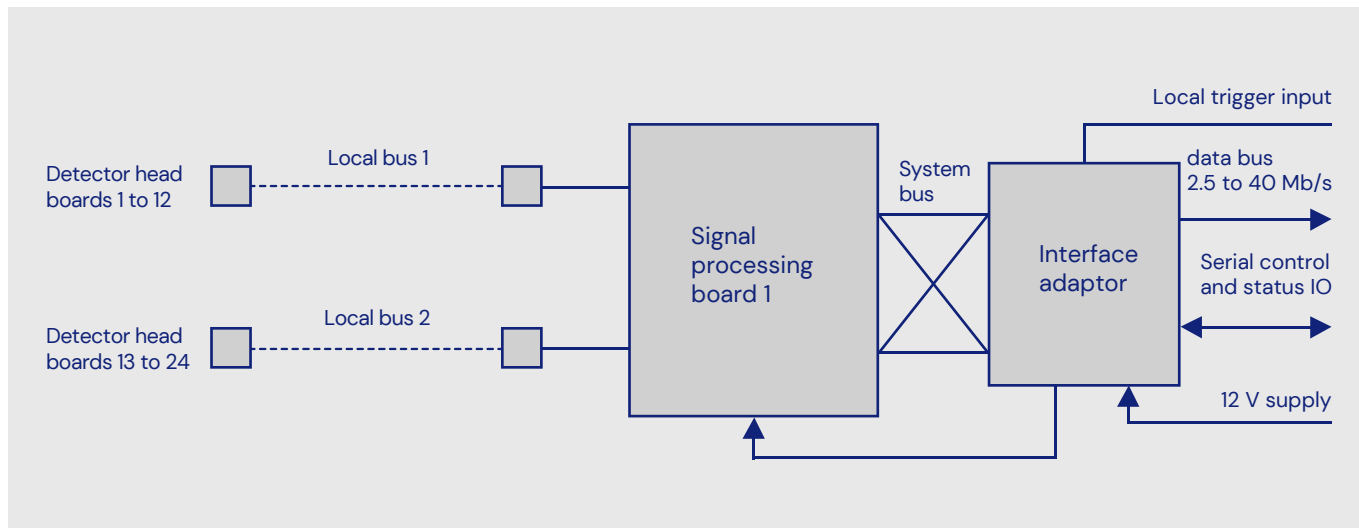 Local trigger input
Detector head
boards 1 to 12
Local bus 1
System
bus
data bus
2.5 to 40 Mb/s
Signal
processing
board 1
Interface
adaptor
Serial control
and status IO
Detector head
boards 13 to 24
Local bus 2
12 V supply